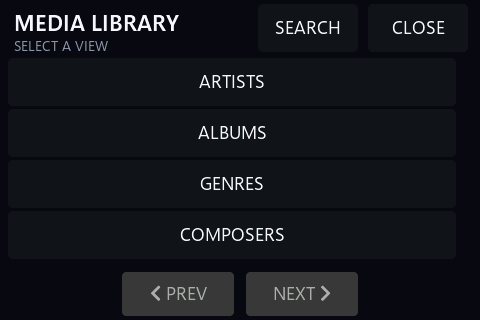 MEDIA LIBRARY
SELECT A VIEW
SEARCH
CLOSE
ARTISTS
ALBUMS
GENRES
COMPOSERS
PREV
NEXT